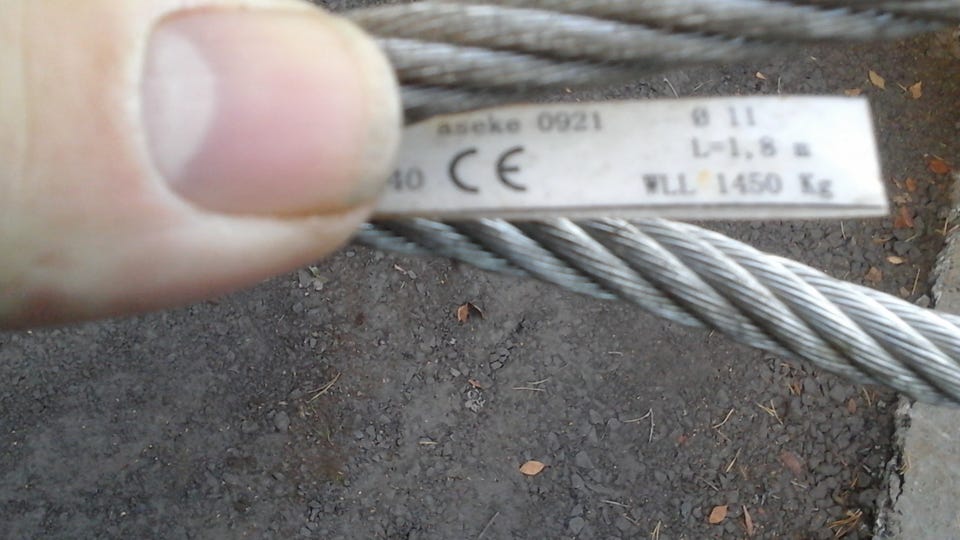 aseke 0921
40 CE
Ø 11
L=1,8 m
WLL 1450 Kg